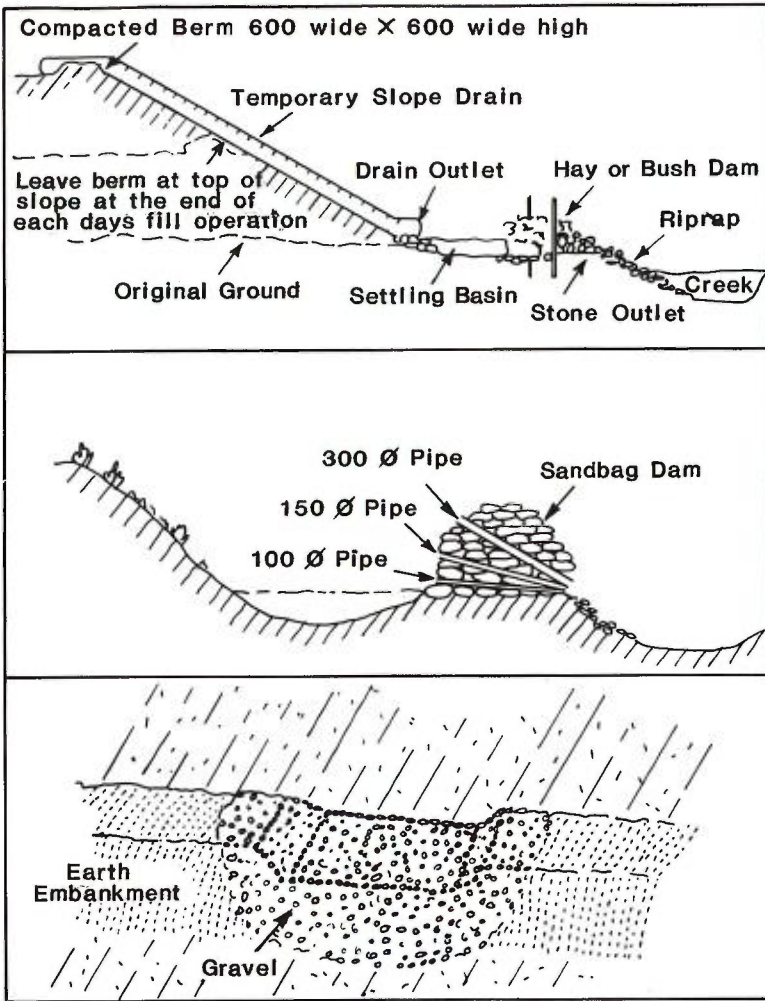 Compacted Berm 600 wide X 600 wide high
Temporary Slope Drain
Drain Outlet
Hay or Bush Dam
Leave berm at top of
slope at the end of
each days fill operation
Riprap
Original Ground
Settling Basin
Creek
Stone Outlet
300 Ø Pipe
Sandbag Dam
150 Ø Pipe
100 Ø Pipe
Earth
Embankment
Gravel